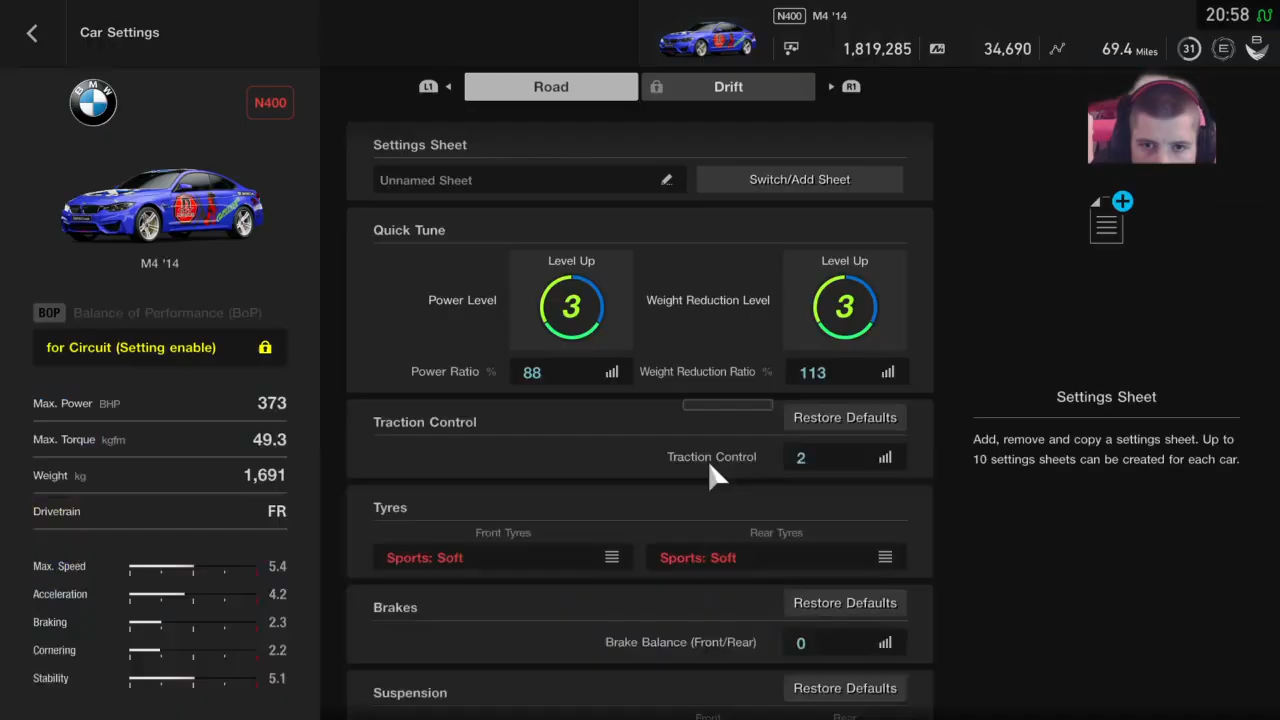 Car Settings
N400 M4 '14
1,819,285
34,690
69.4 Miles
31
E
B
20:58
N400
M4 '14
BOP Balance of Performance (BoP)
for Circuit (Setting enable)
Max. Power BHP 373
Max. Torque kgfm 49.3
Weight kg 1,691
Drivetrain FR
Max. Speed 5.4
Acceleration 4.2
Braking 2.3
Cornering 2.2
Stability 5.1
L1 Road Drift R1
Settings Sheet
Unnamed Sheet Switch/Add Sheet
Quick Tune
Level Up Level Up
Power Level 3 Weight Reduction Level 3
Power Ratio % 88 Weight Reduction Ratio % 113
Traction Control Restore Defaults
Traction Control 2
Tyres
Front Tyres Rear Tyres
Sports: Soft Sports: Soft
Brakes Restore Defaults
Brake Balance (Front/Rear) 0
Suspension Restore Defaults
Front Rear
Settings Sheet
Add, remove and copy a settings sheet. Up to
10 settings sheets can be created for each car.